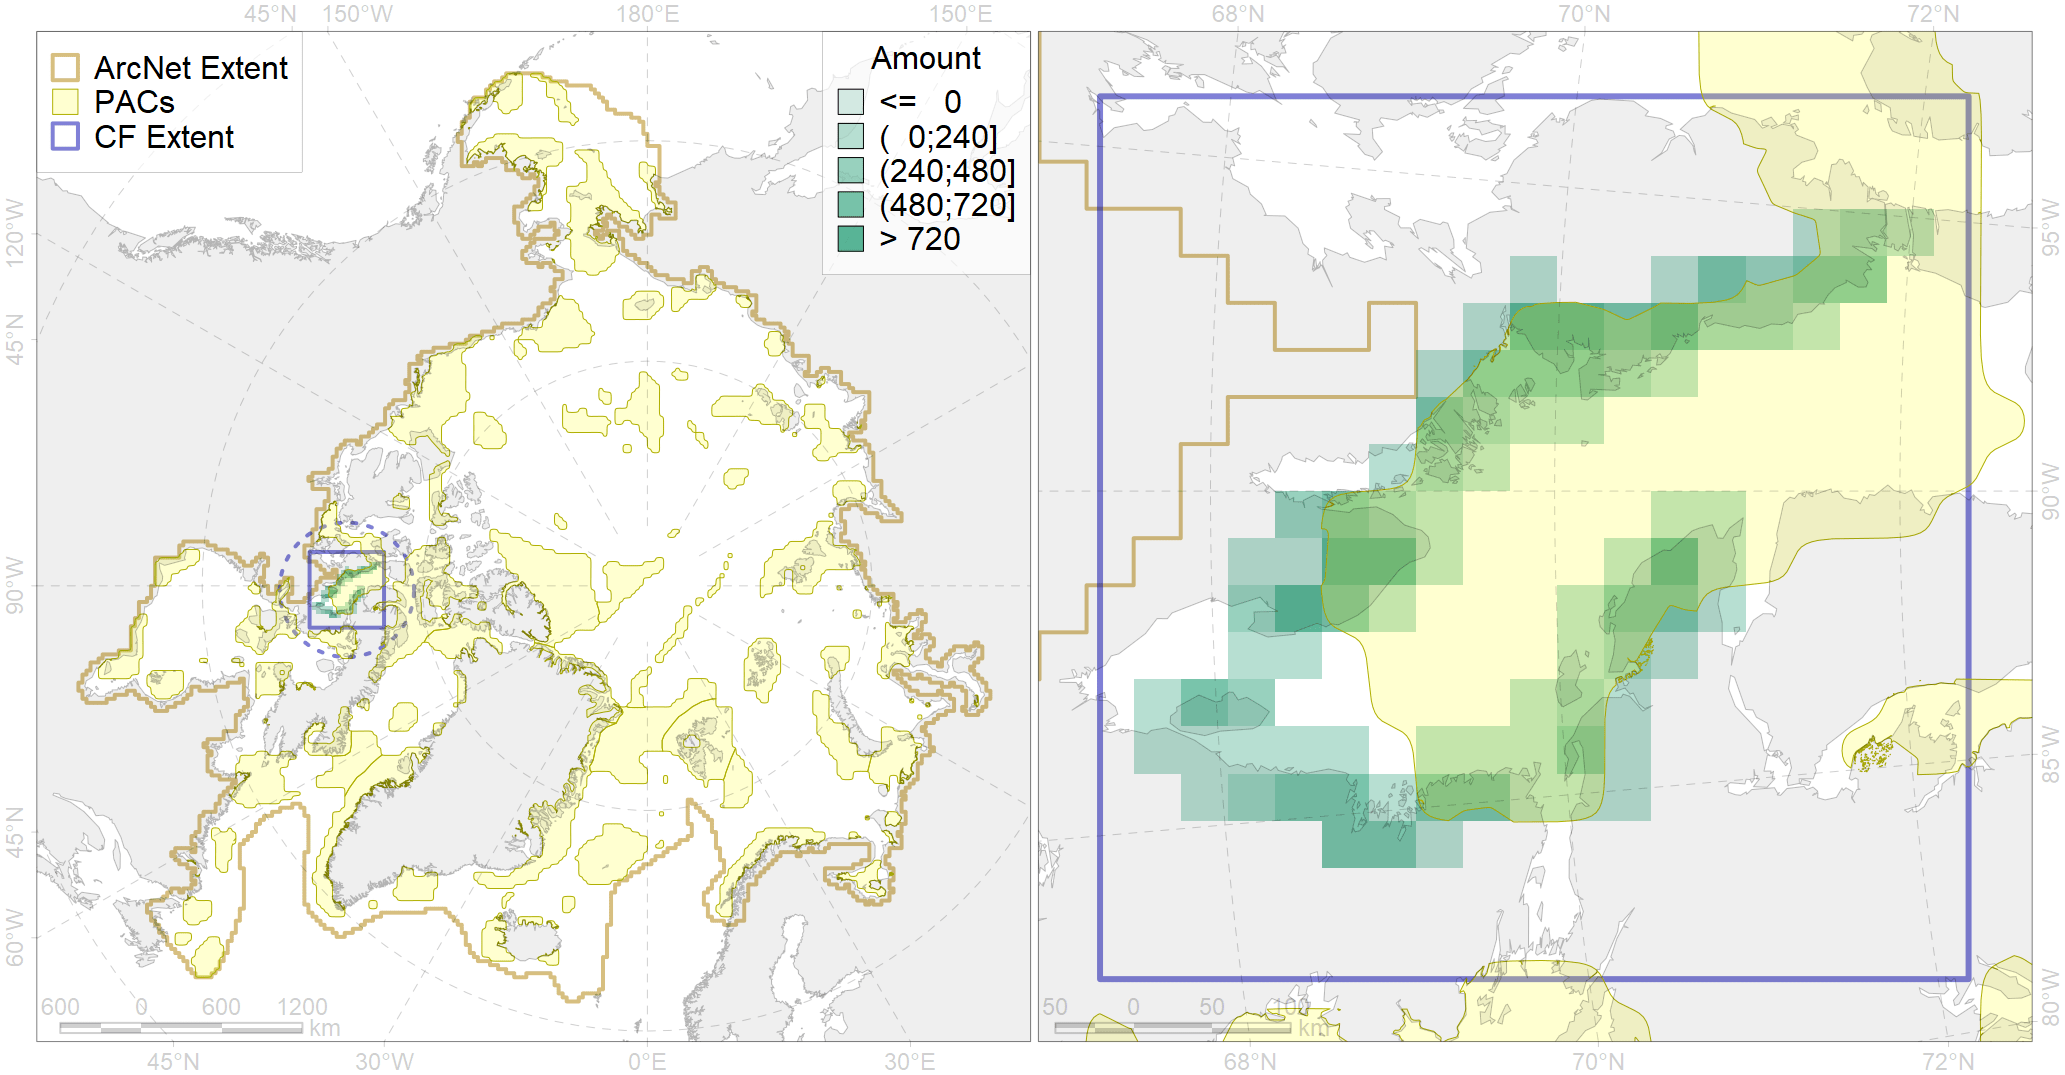 45°N 150°W 180°E 150°E 68°N 70°N 72°N
ArcNet Extent
PACs
CF Extent
Amount
<= 0
( 0;240]
(240;480]
(480;720]
> 720
120°W
45°N
90°W
45°N
60°W
95°W
90°W
85°W
80°W
600 0 600 1200
km
50 0 50 100
km
45°N 30°W 0°E 30°E 68°N 70°N 72°N